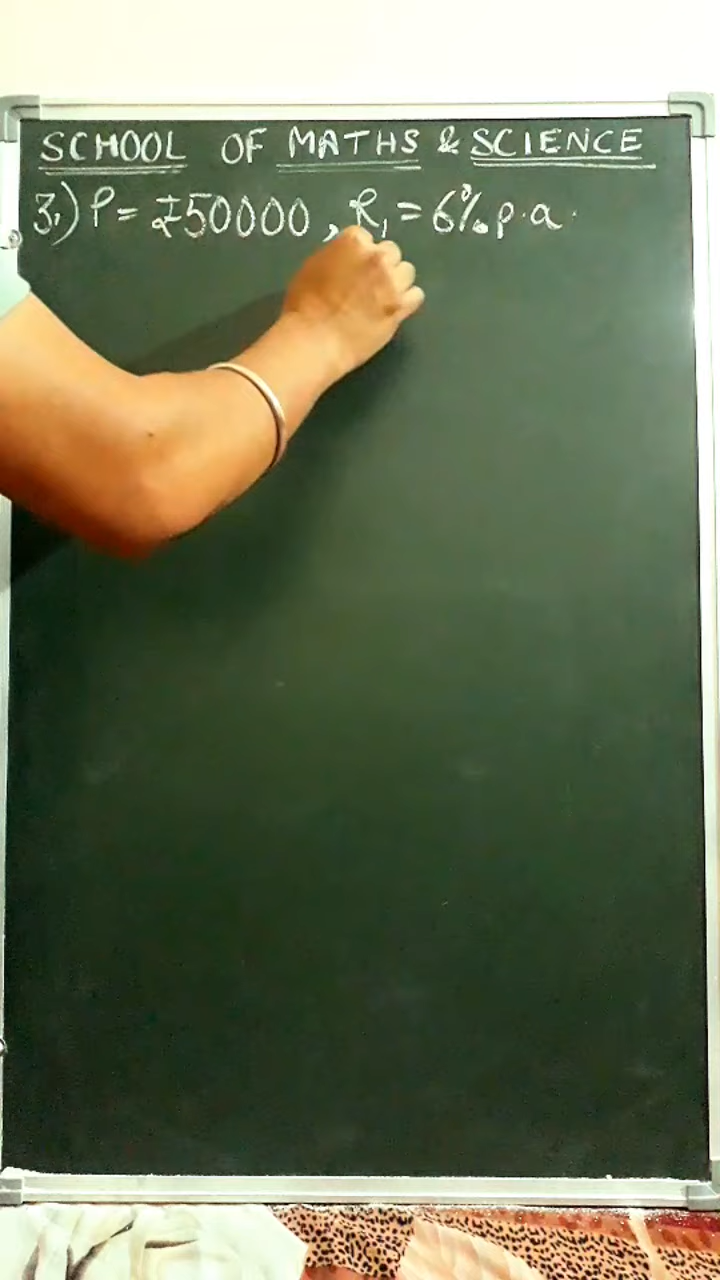 SCHOOL OF MATHS & SCIENCE
3.) P = ₹50000, R₁ = 6% p.a.